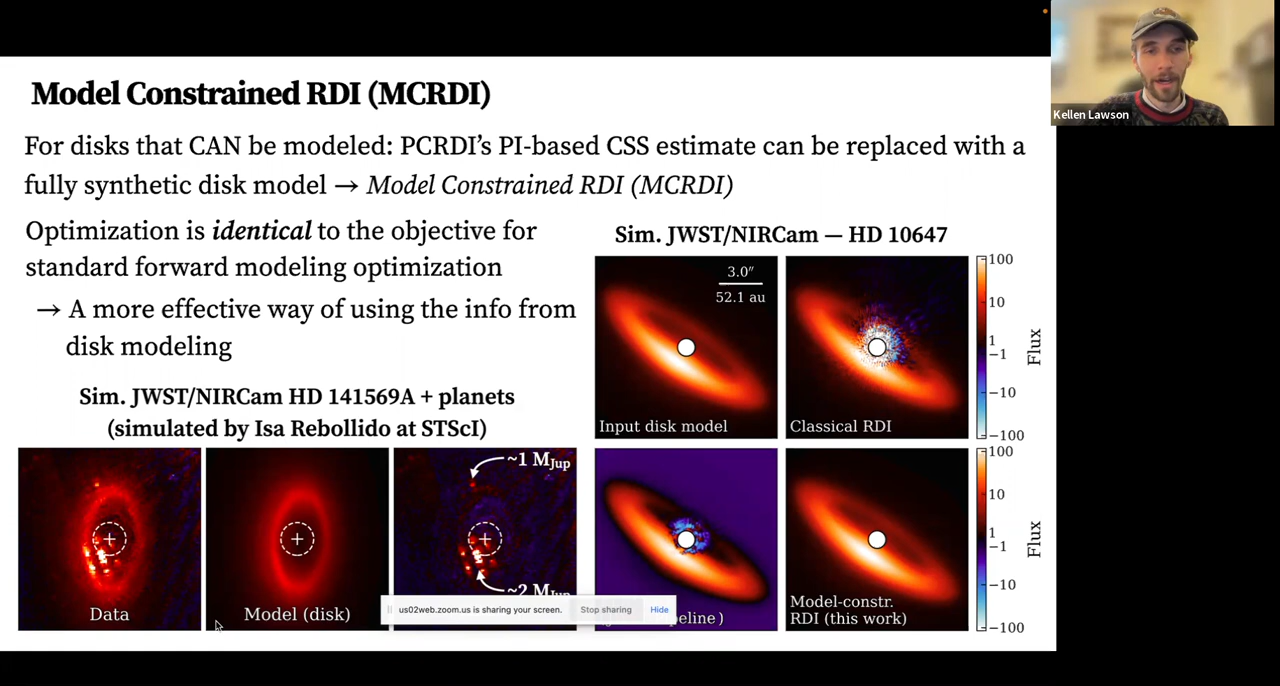 Kellen Lawson
Model Constrained RDI (MCRDI)
For disks that CAN be modeled: PCRDI's PI-based CSS estimate can be replaced with a
fully synthetic disk model → Model Constrained RDI (MCRDI)
Optimization is identical to the objective for
standard forward modeling optimization
→ A more effective way of using the info from
disk modeling
Sim. JWST/NIRCam HD 141569A + planets
(simulated by Isa Rebollido at STScI)
Data
Model (disk)
~1 MJup
~2
Sim. JWST/NIRCam — HD 10647
3.0″
52.1 au
Input disk model
Classical RDI
100
10
1
−1
−10
−100
Flux
Model-constr.
RDI (this work)
100
10
1
−1
−10
−100
Flux
us02web.zoom.us is sharing your screen.
Stop sharing
Hide